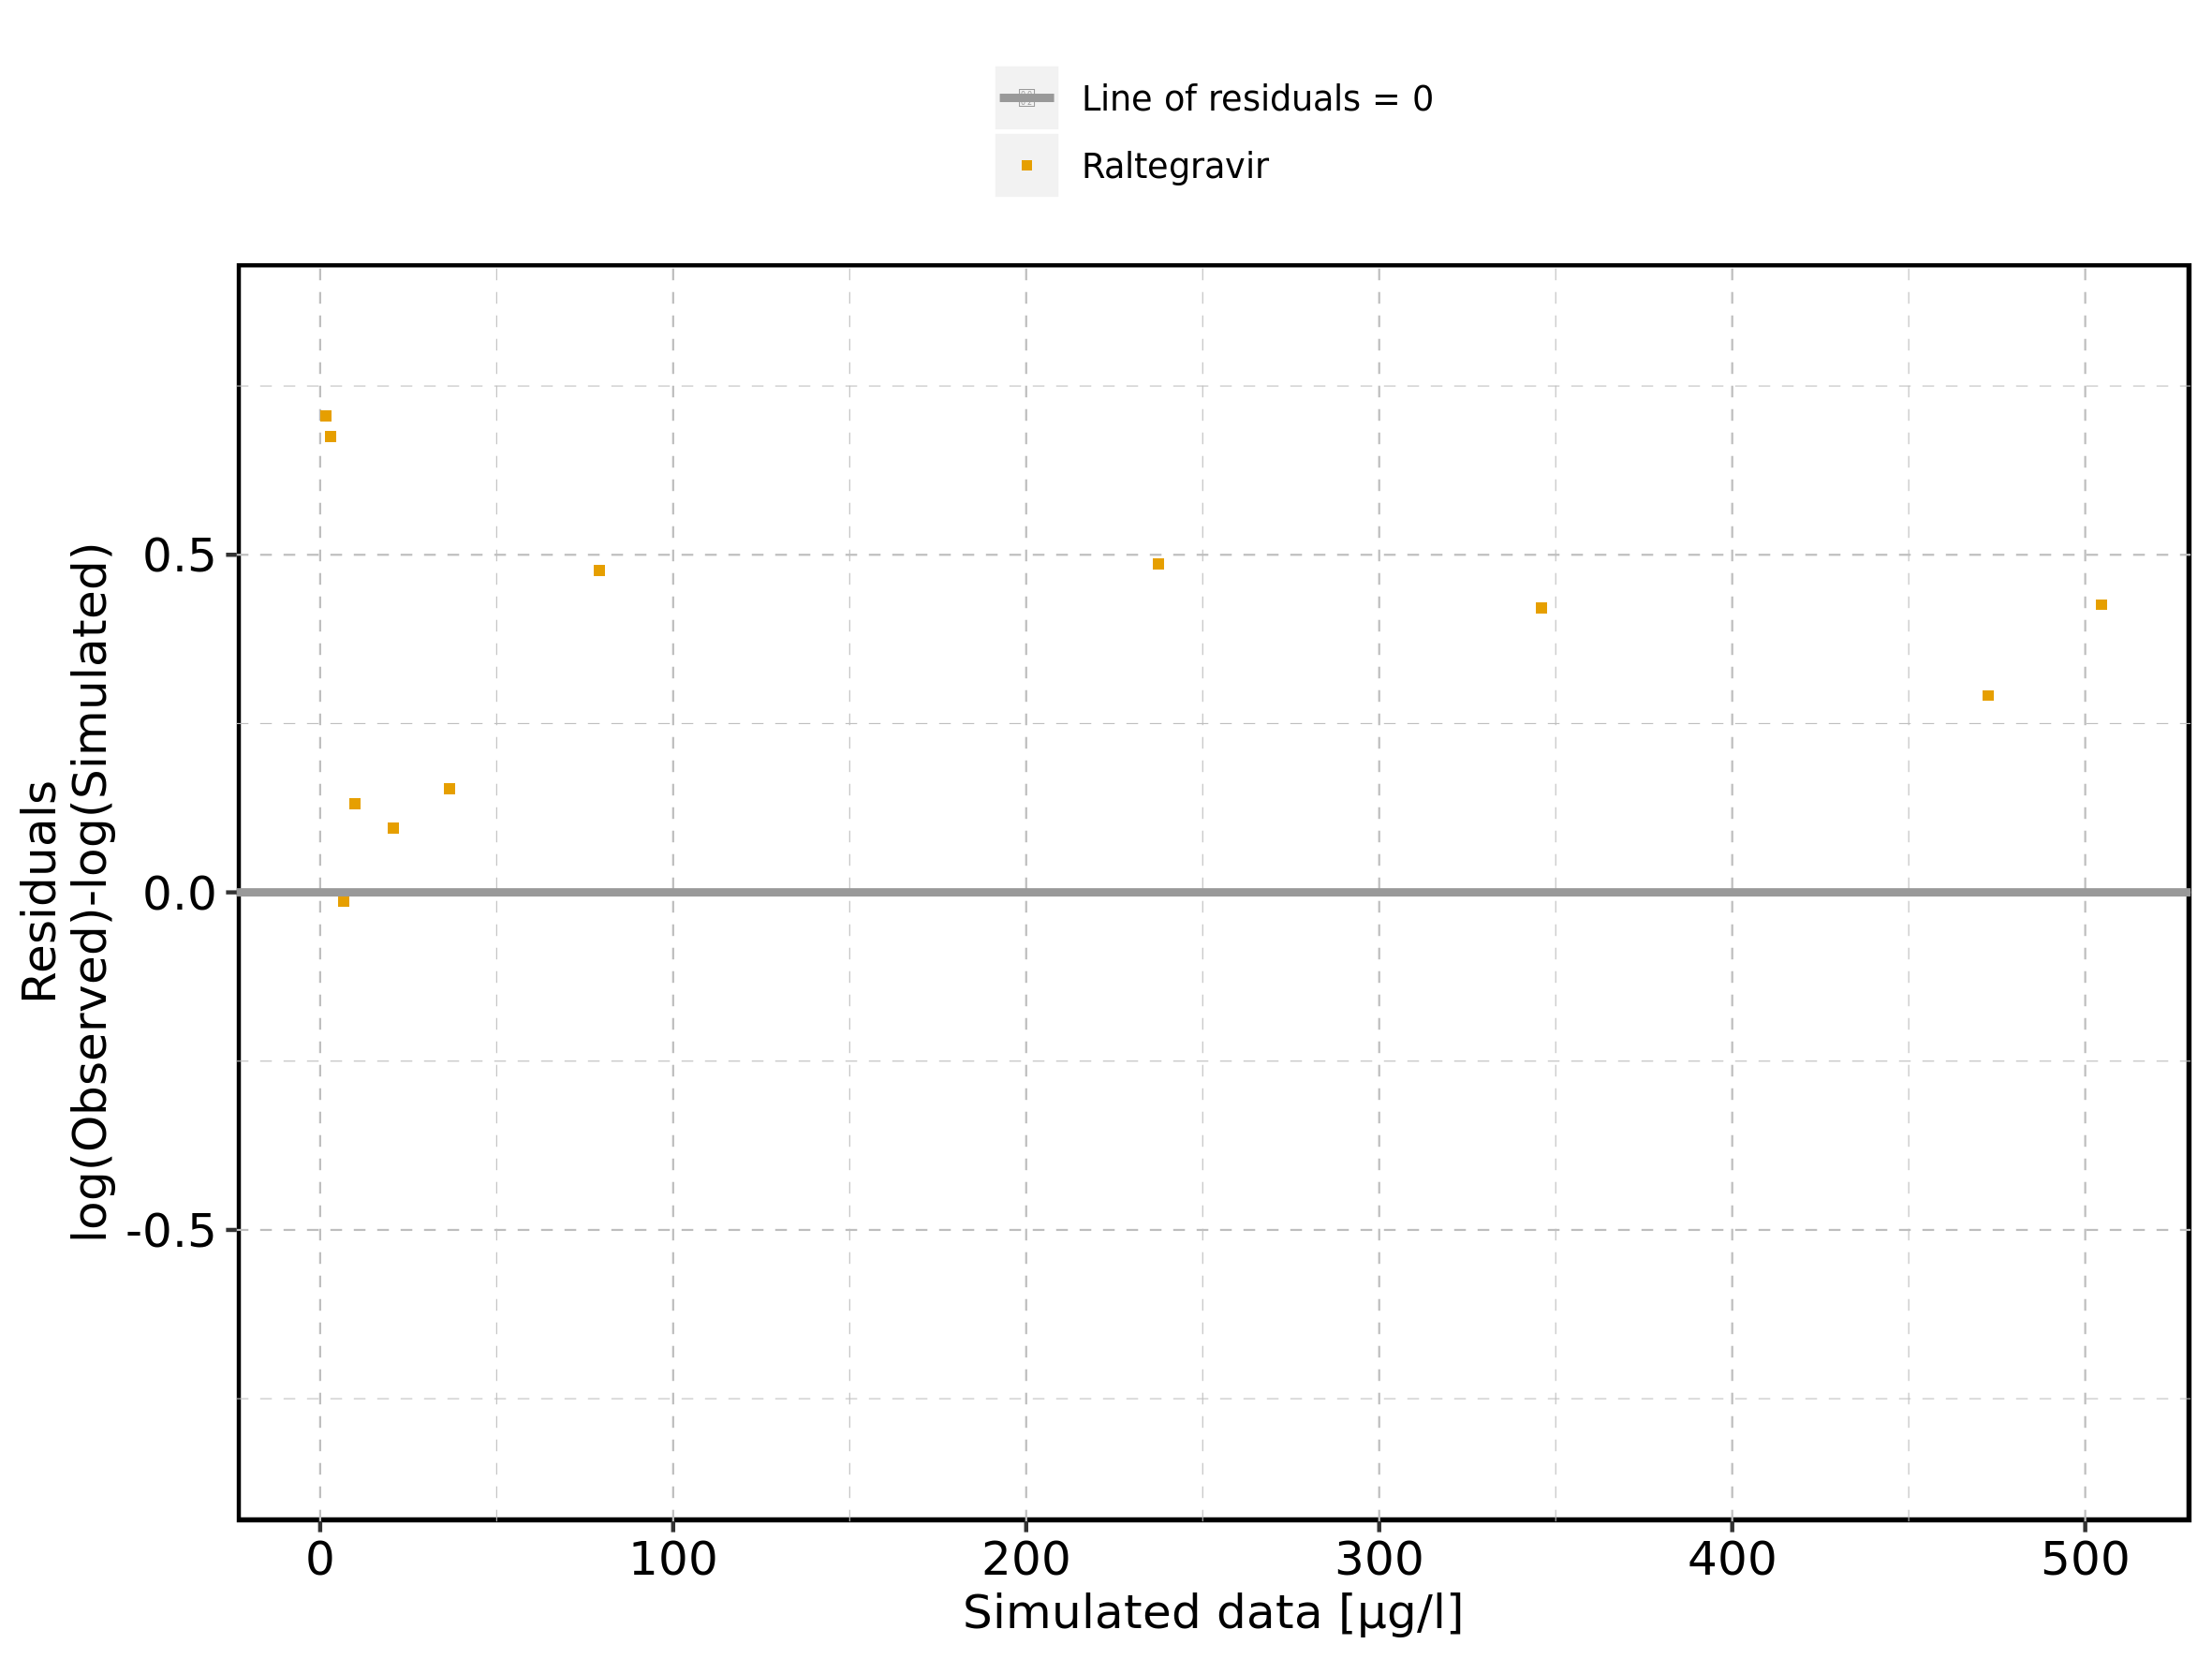 Line of residuals = 0
Raltegravir
Residuals
log(Observed)-log(Simulated)
0.5
0.0
-0.5
0 100 200 300 400 500
Simulated data [µg/l]